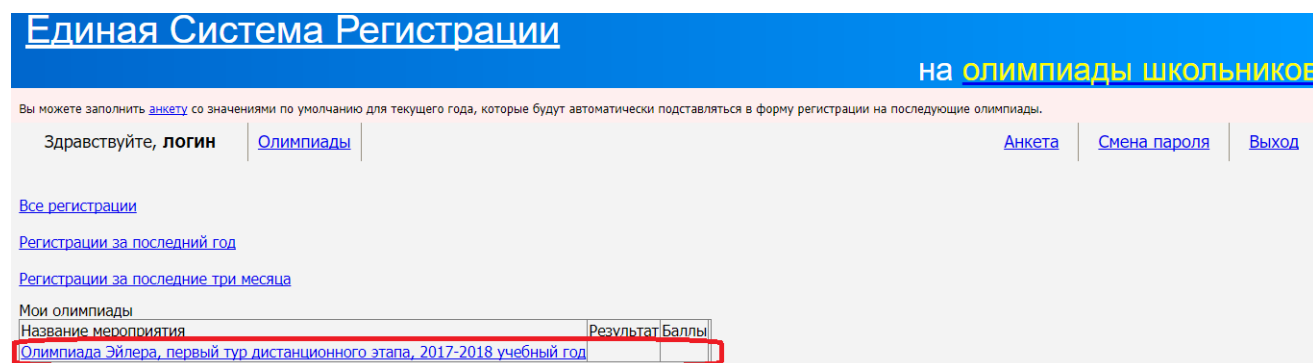 Единая Система Регистрации
на олимпиады школьников
Вы можете заполнить анкету со значениями по умолчанию для текущего года, которые будут автоматически подставляться в форму регистрации на последующие олимпиады.
Здравствуйте, логин Олимпиады Анкета Смена пароля Выход
Все регистрации
Регистрации за последний год
Регистрации за последние три месяца
Мои олимпиады
Название мероприятия Результат Баллы
Олимпиада Эйлера, первый тур дистанционного этапа, 2017-2018 учебный год